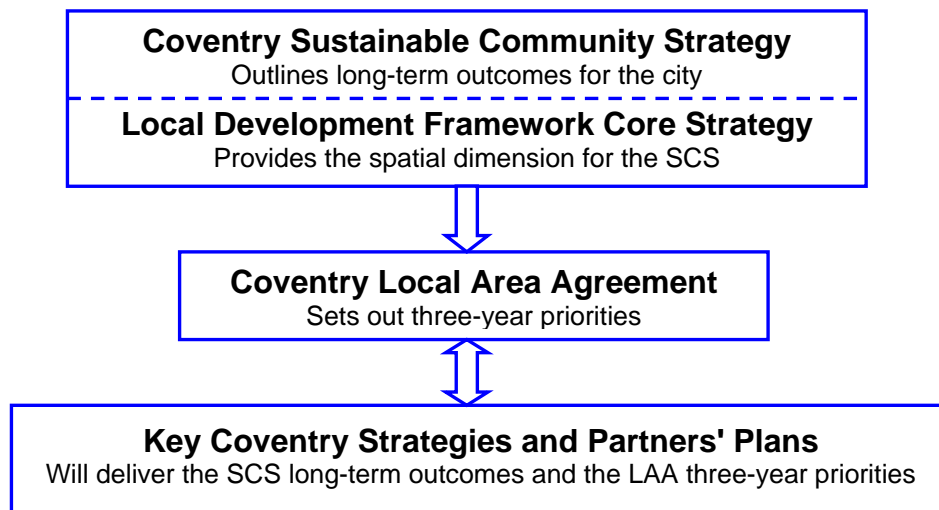 Coventry Sustainable Community Strategy
Outlines long-term outcomes for the city
Local Development Framework Core Strategy
Provides the spatial dimension for the SCS
Coventry Local Area Agreement
Sets out three-year priorities
Key Coventry Strategies and Partners' Plans
Will deliver the SCS long-term outcomes and the LAA three-year priorities